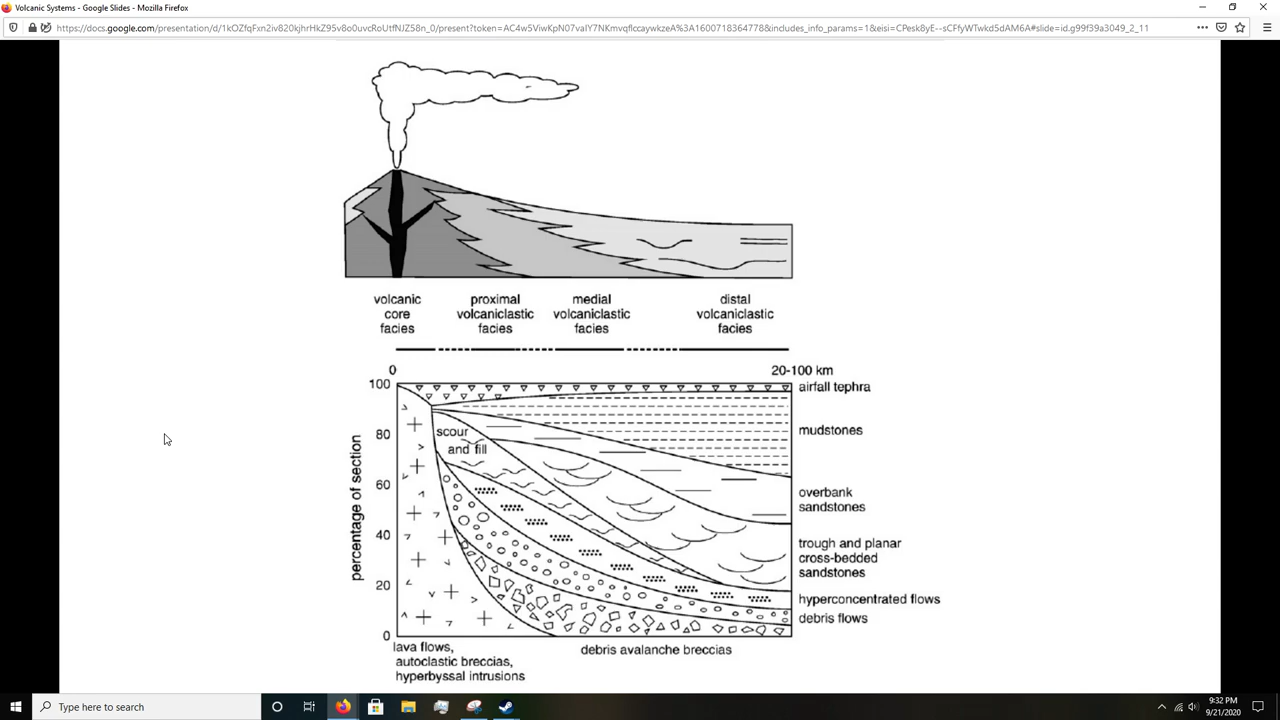 Volcanic Systems - Google Slides - Mozilla Firefox
https://docs.google.com/presentation/d/1kOZfqFxn2iv820kjhrHkZ95v8o0uvcRoUtfNJZ58n_0/present?token=AC4w5ViwKpN07vaIY7NKmvqflccaywkzeA%3A1600718364778&includes_info_params=1&eisi=CPesk8yE--sCFfyWTwkd5dAM6A#slide=id.g99f39a3049_2_11
volcanic
core
facies
proximal
volcaniclastic
facies
medial
volcaniclastic
facies
distal
volcaniclastic
facies
0
20-100 km
percentage of section
100
80
60
40
20
0
scour
and fill
airfall tephra
mudstones
overbank
sandstones
trough and planar
cross-bedded
sandstones
hyperconcentrated flows
debris flows
lava flows,
autoclastic breccias,
hyperbyssal intrusions
debris avalanche breccias
Type here to search
9:32 PM
9/21/2020